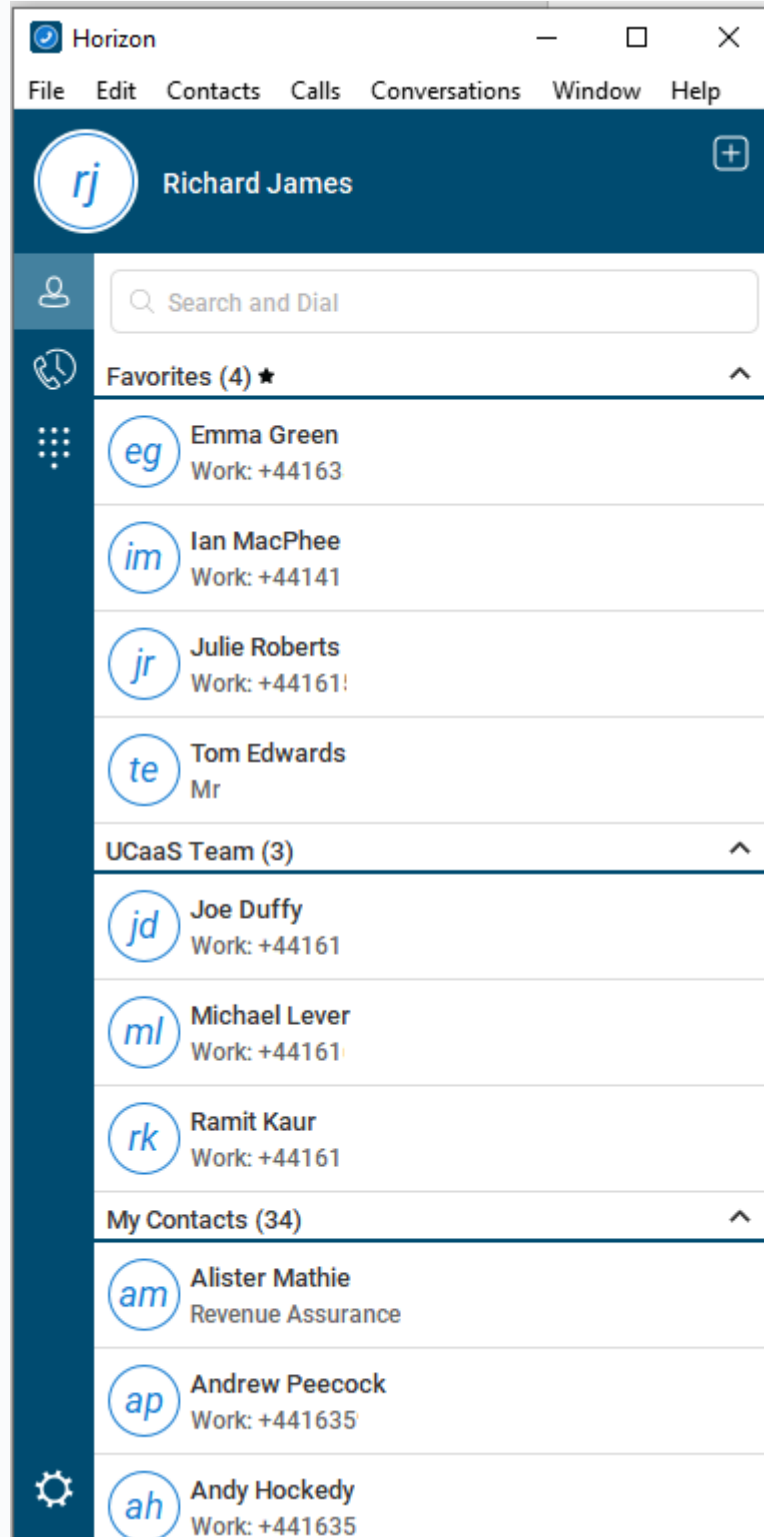 Horizon
File Edit Contacts Calls Conversations Window Help
rj Richard James
Search and Dial
Favorites (4) ★
eg Emma Green
Work: +44163
im Ian MacPhee
Work: +44141
jr Julie Roberts
Work: +44161
te Tom Edwards
Mr
UCaaS Team (3)
jd Joe Duffy
Work: +44161
ml Michael Lever
Work: +44161
rk Ramit Kaur
Work: +44161
My Contacts (34)
am Alister Mathie
Revenue Assurance
ap Andrew Peecock
Work: +441635
ah Andy Hockedy
Work: +441635